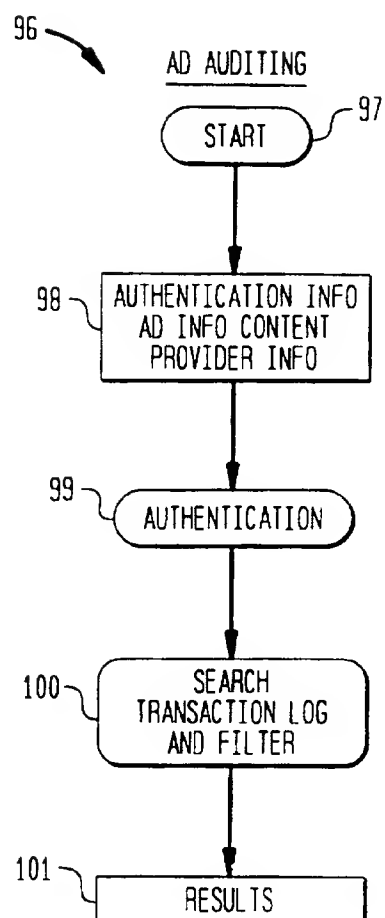 96
AD AUDITING
START
97
98
AUTHENTICATION INFO
AD INFO CONTENT
PROVIDER INFO
99
AUTHENTICATION
100
SEARCH
TRANSACTION LOG
AND FILTER
101
RESULTS